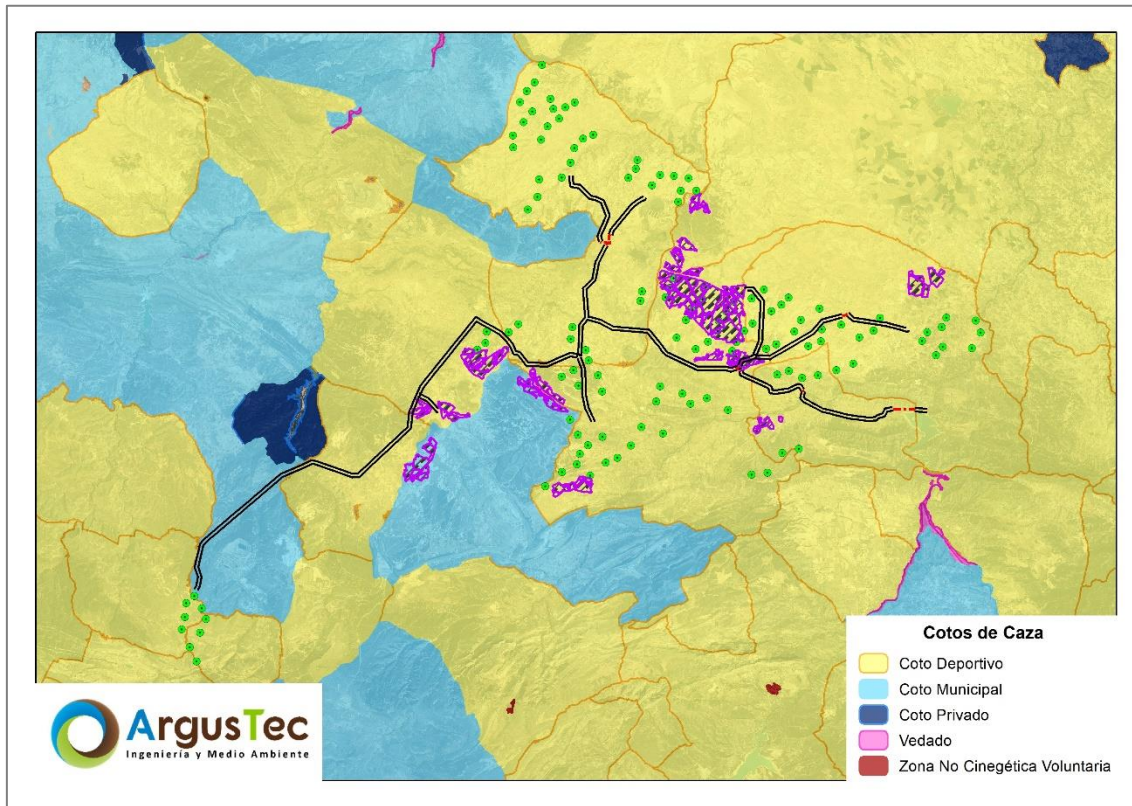 Cotos de Caza
Coto Deportivo
Coto Municipal
Coto Privado
Vedado
Zona No Cinegética Voluntaria
ArgusTec
Ingeniería y Medio Ambiente